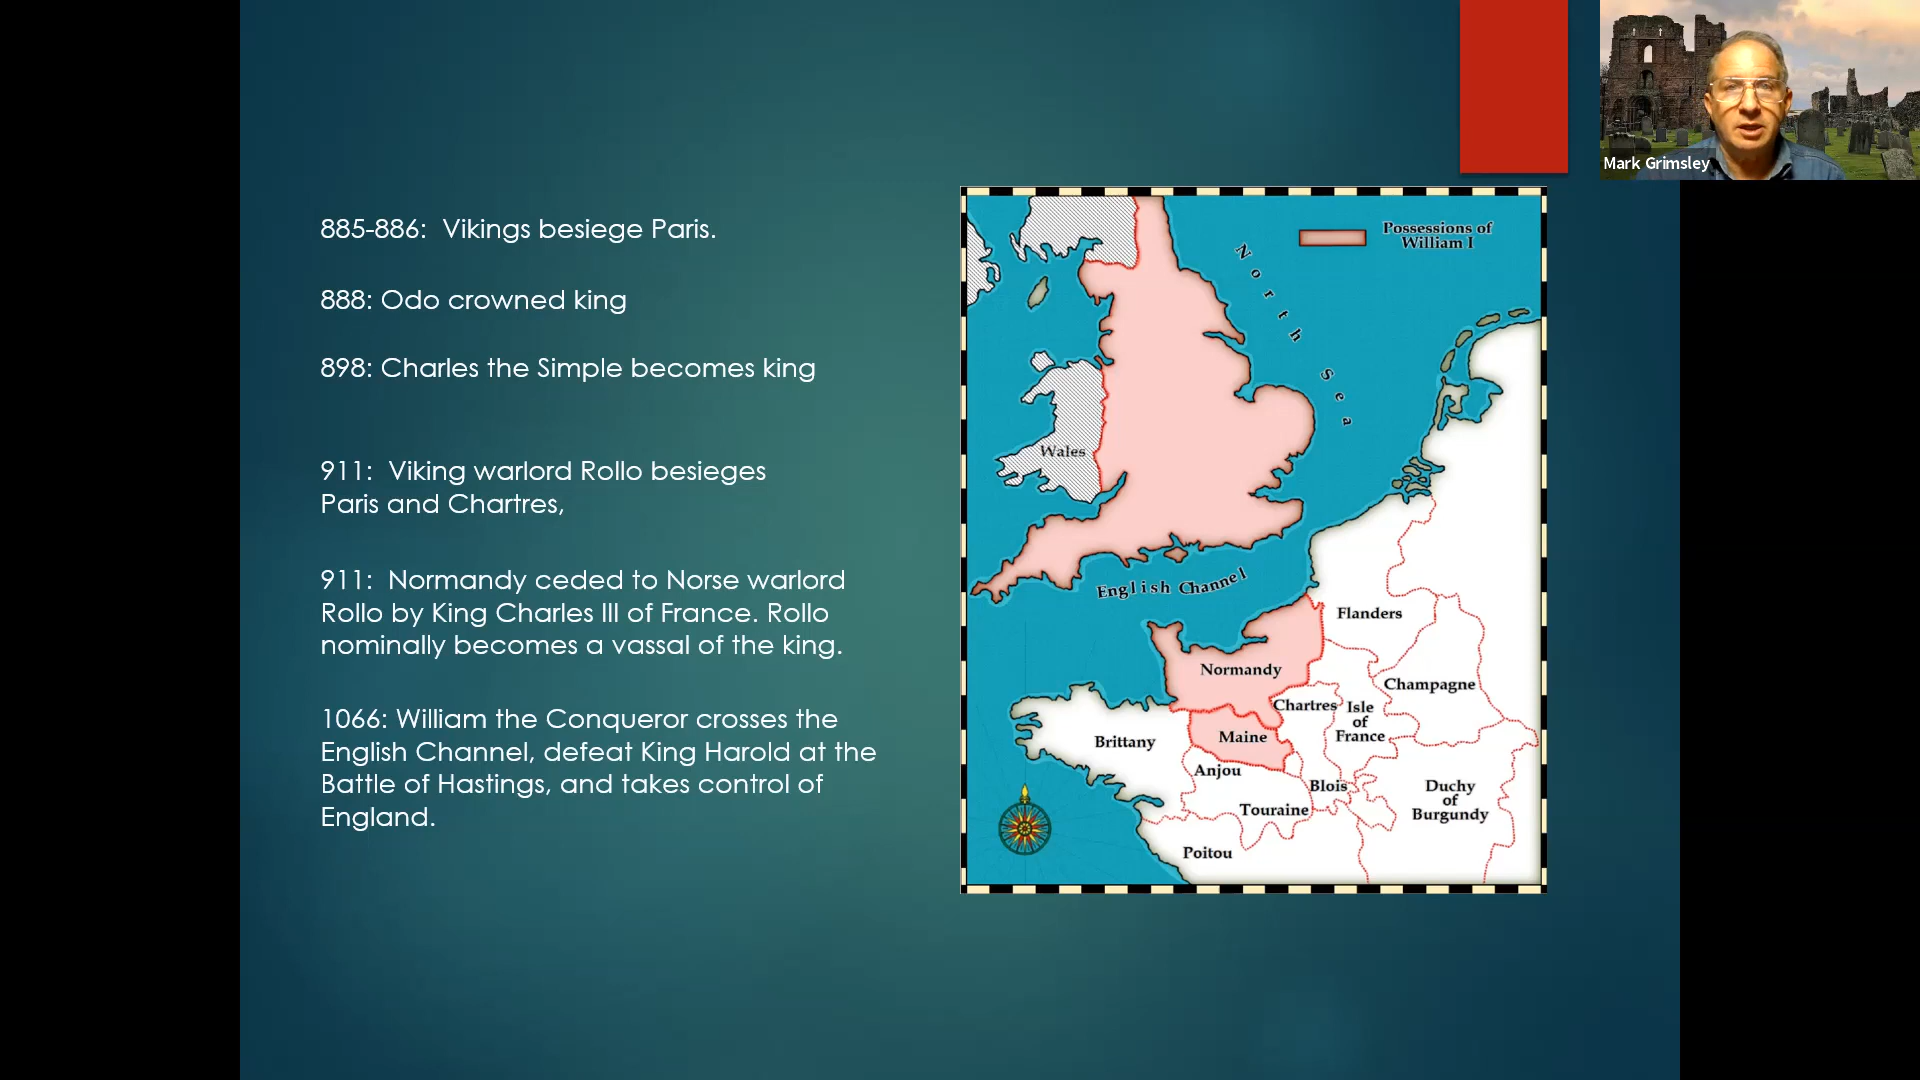 885-886:  Vikings besiege Paris.
888: Odo crowned king
898: Charles the Simple becomes king
911:  Viking warlord Rollo besieges
Paris and Chartres,
911:  Normandy ceded to Norse warlord
Rollo by King Charles III of France. Rollo
nominally becomes a vassal of the king.
1066: William the Conqueror crosses the
English Channel, defeat King Harold at the
Battle of Hastings, and takes control of
England.
Possessions of
William I
North Sea
Wales
English Channel
Flanders
Normandy
Champagne
Chartres
Isle
of
France
Maine
Brittany
Anjou
Blois
Touraine
Duchy
of
Burgundy
Poitou
Mark Grimsley